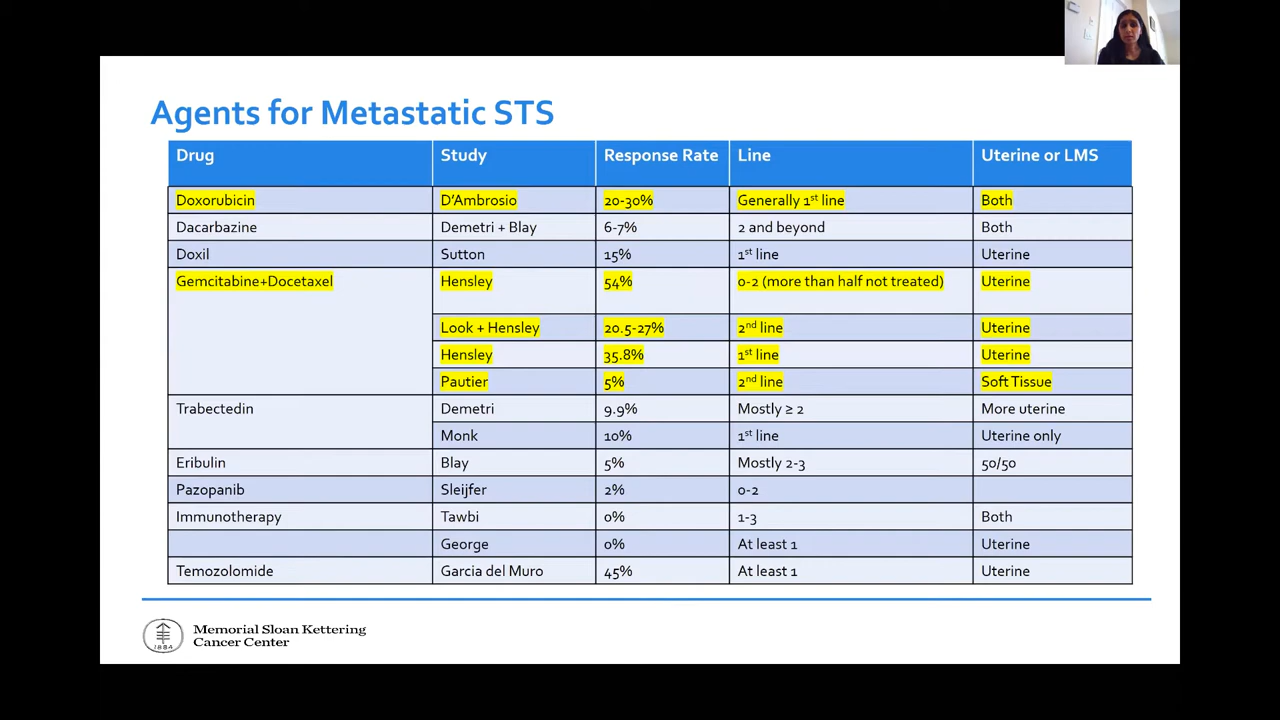 Agents for Metastatic STS
Drug Study Response Rate Line Uterine or LMS
Doxorubicin D’Ambrosio 20-30% Generally 1st line Both
Dacarbazine Demetri + Blay 6-7% 2 and beyond Both
Doxil Sutton 15% 1st line Uterine
Gemcitabine+Docetaxel Hensley 54% 0-2 (more than half not treated) Uterine
Look + Hensley 20.5-27% 2nd line Uterine
Hensley 35.8% 1st line Uterine
Pautier 5% 2nd line Soft Tissue
Trabectedin Demetri 9.9% Mostly ≥ 2 More uterine
Monk 10% 1st line Uterine only
Eribulin Blay 5% Mostly 2-3 50/50
Pazopanib Sleijfer 2% 0-2
Immunotherapy Tawbi 0% 1-3 Both
George 0% At least 1 Uterine
Temozolomide Garcia del Muro 45% At least 1 Uterine
Memorial Sloan Kettering
Cancer Center
1884